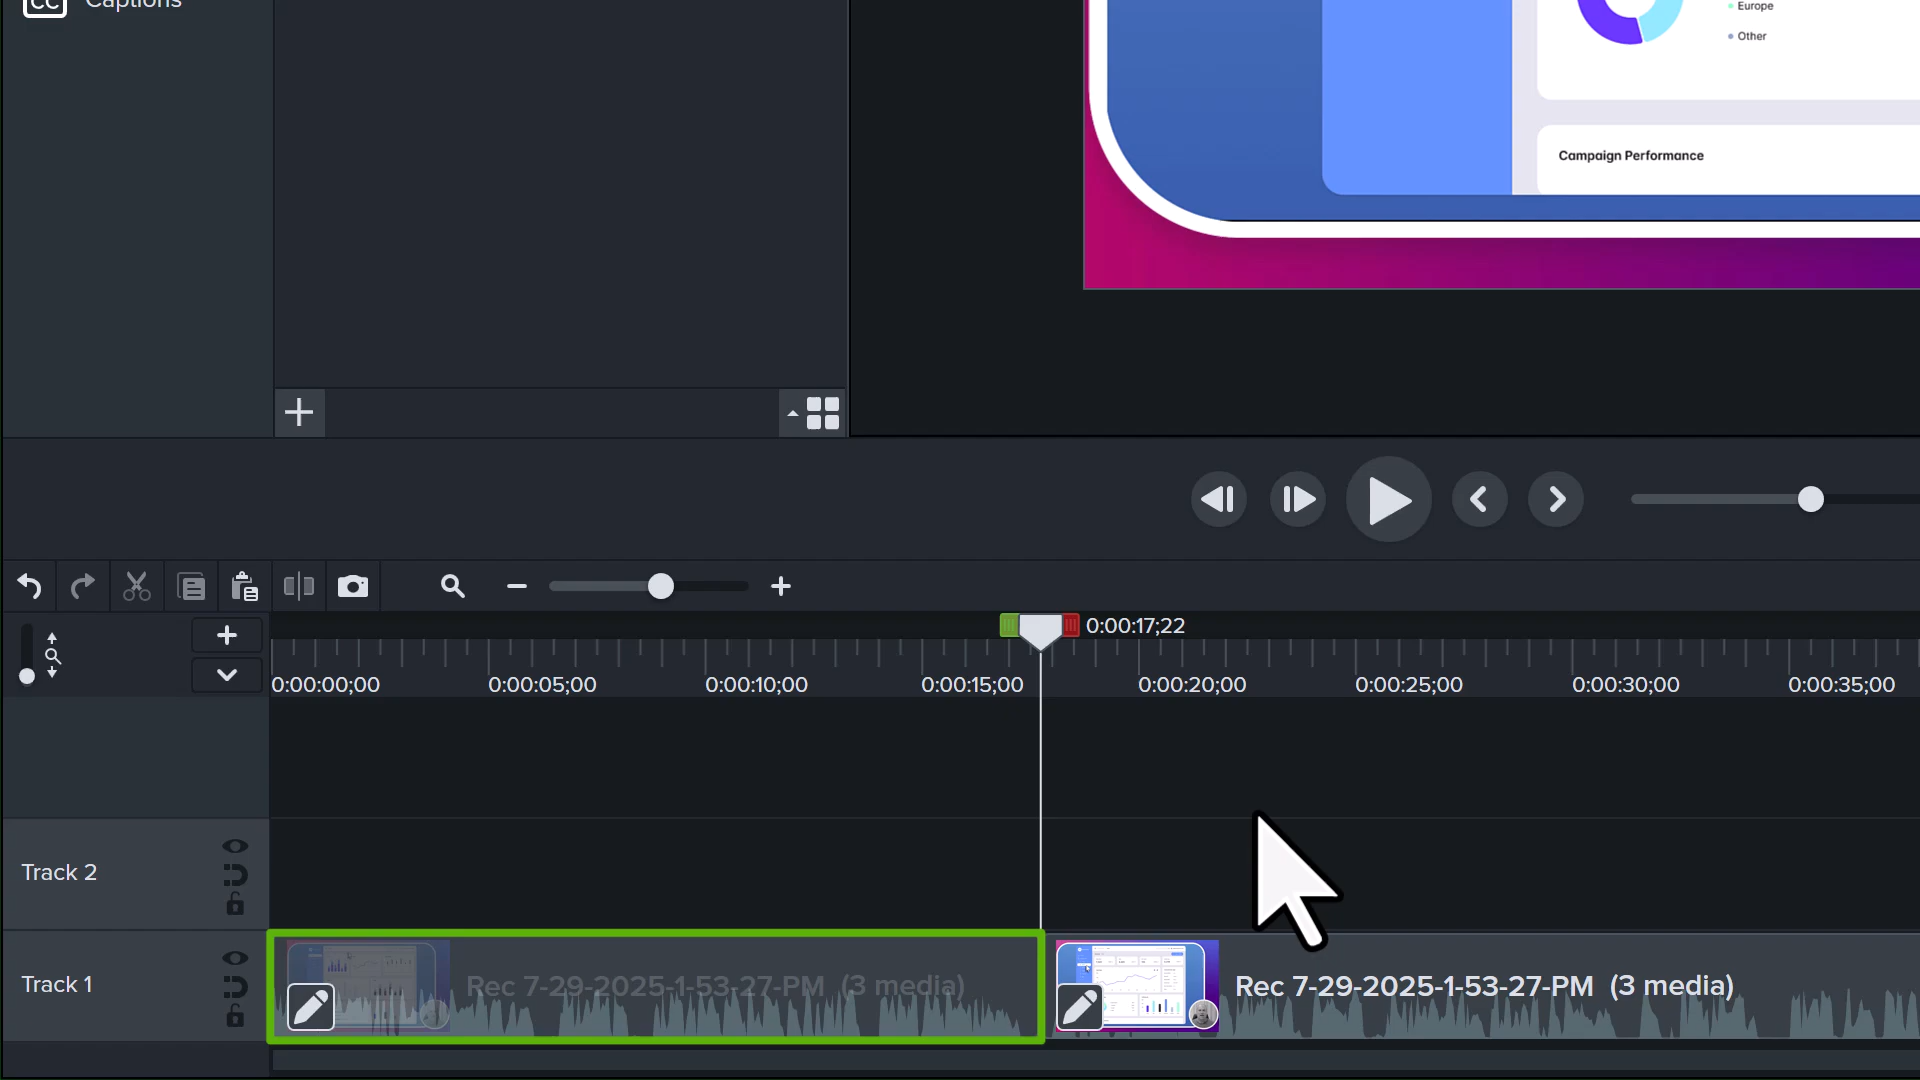 CC Captions
Europe
Other
Campaign Performance
0:00:17;22
0:00:00;00 0:00:05;00 0:00:10;00 0:00:15;00 0:00:20;00 0:00:25;00 0:00:30;00 0:00:35;00
Track 2
Track 1
Rec 7-29-2025-1-53-27-PM (3 media)
Rec 7-29-2025-1-53-27-PM (3 media)